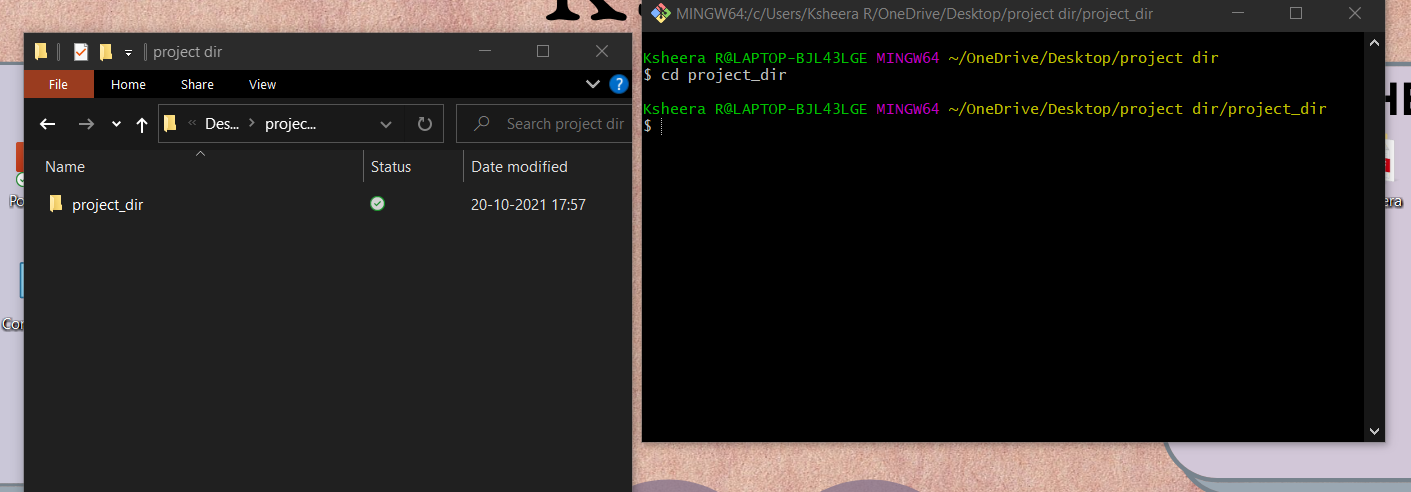 project dir
File Home Share View
« Des... > projec... Search project dir
Name Status Date modified
project_dir 20-10-2021 17:57
MINGW64:/c/Users/Ksheera R/OneDrive/Desktop/project dir/project_dir
Ksheera R@LAPTOP-BJL43LGE MINGW64 ~/OneDrive/Desktop/project dir
$ cd project_dir
Ksheera R@LAPTOP-BJL43LGE MINGW64 ~/OneDrive/Desktop/project dir/project_dir
$